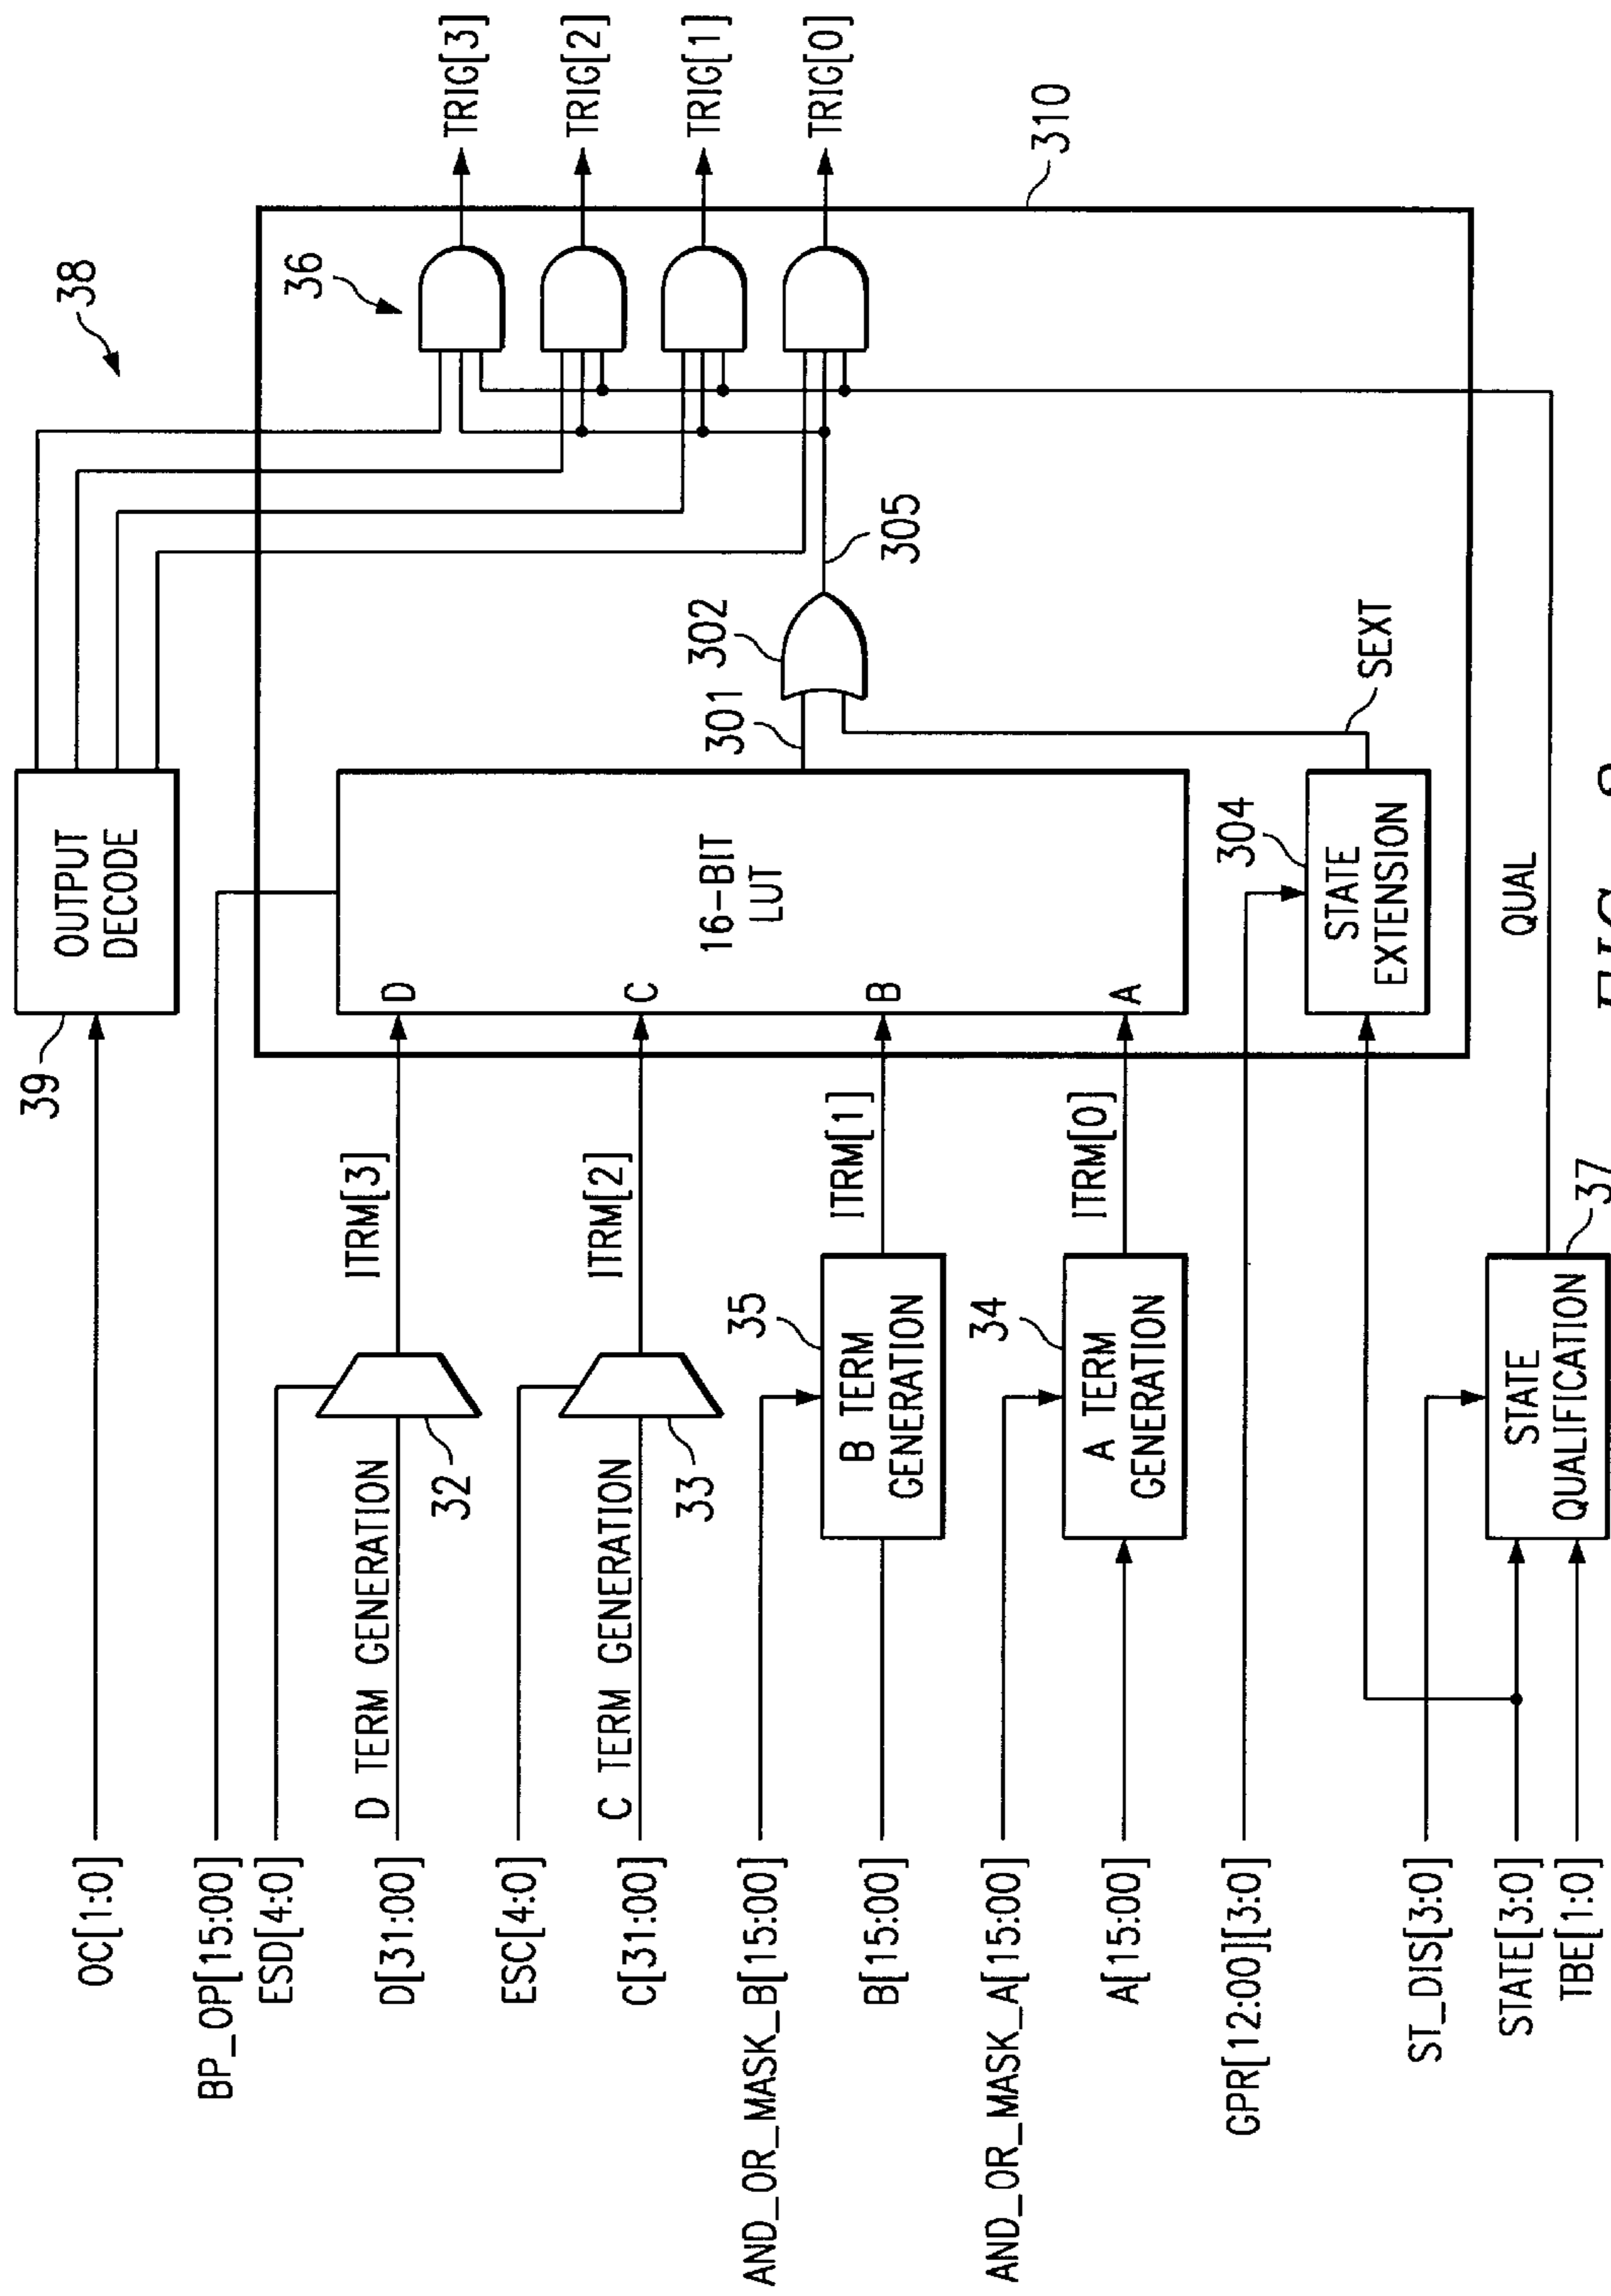 38
OC[1:0]
39
OUTPUT
DECODE
BP_OP[15:00]
ESD[4:0]
D[31:00]
D TERM GENERATION
32
ITRM[3]
D
ESC[4:0]
C[31:00]
C TERM GENERATION
33
ITRM[2]
C
AND_OR_MASK_B[15:00]
B[15:00]
35
B TERM
GENERATION
ITRM[1]
B
AND_OR_MASK_A[15:00]
A[15:00]
34
A TERM
GENERATION
ITRM[0]
A
16-BIT
LUT
301
302
305
36
TRIG[3]
TRIG[2]
TRIG[1]
TRIG[0]
310
GPR[12:00][3:0]
304
STATE
EXTENSION
SEXT
ST_DIS[3:0]
STATE[3:0]
TBE[1:0]
STATE
QUALIFICATION
37
QUAL